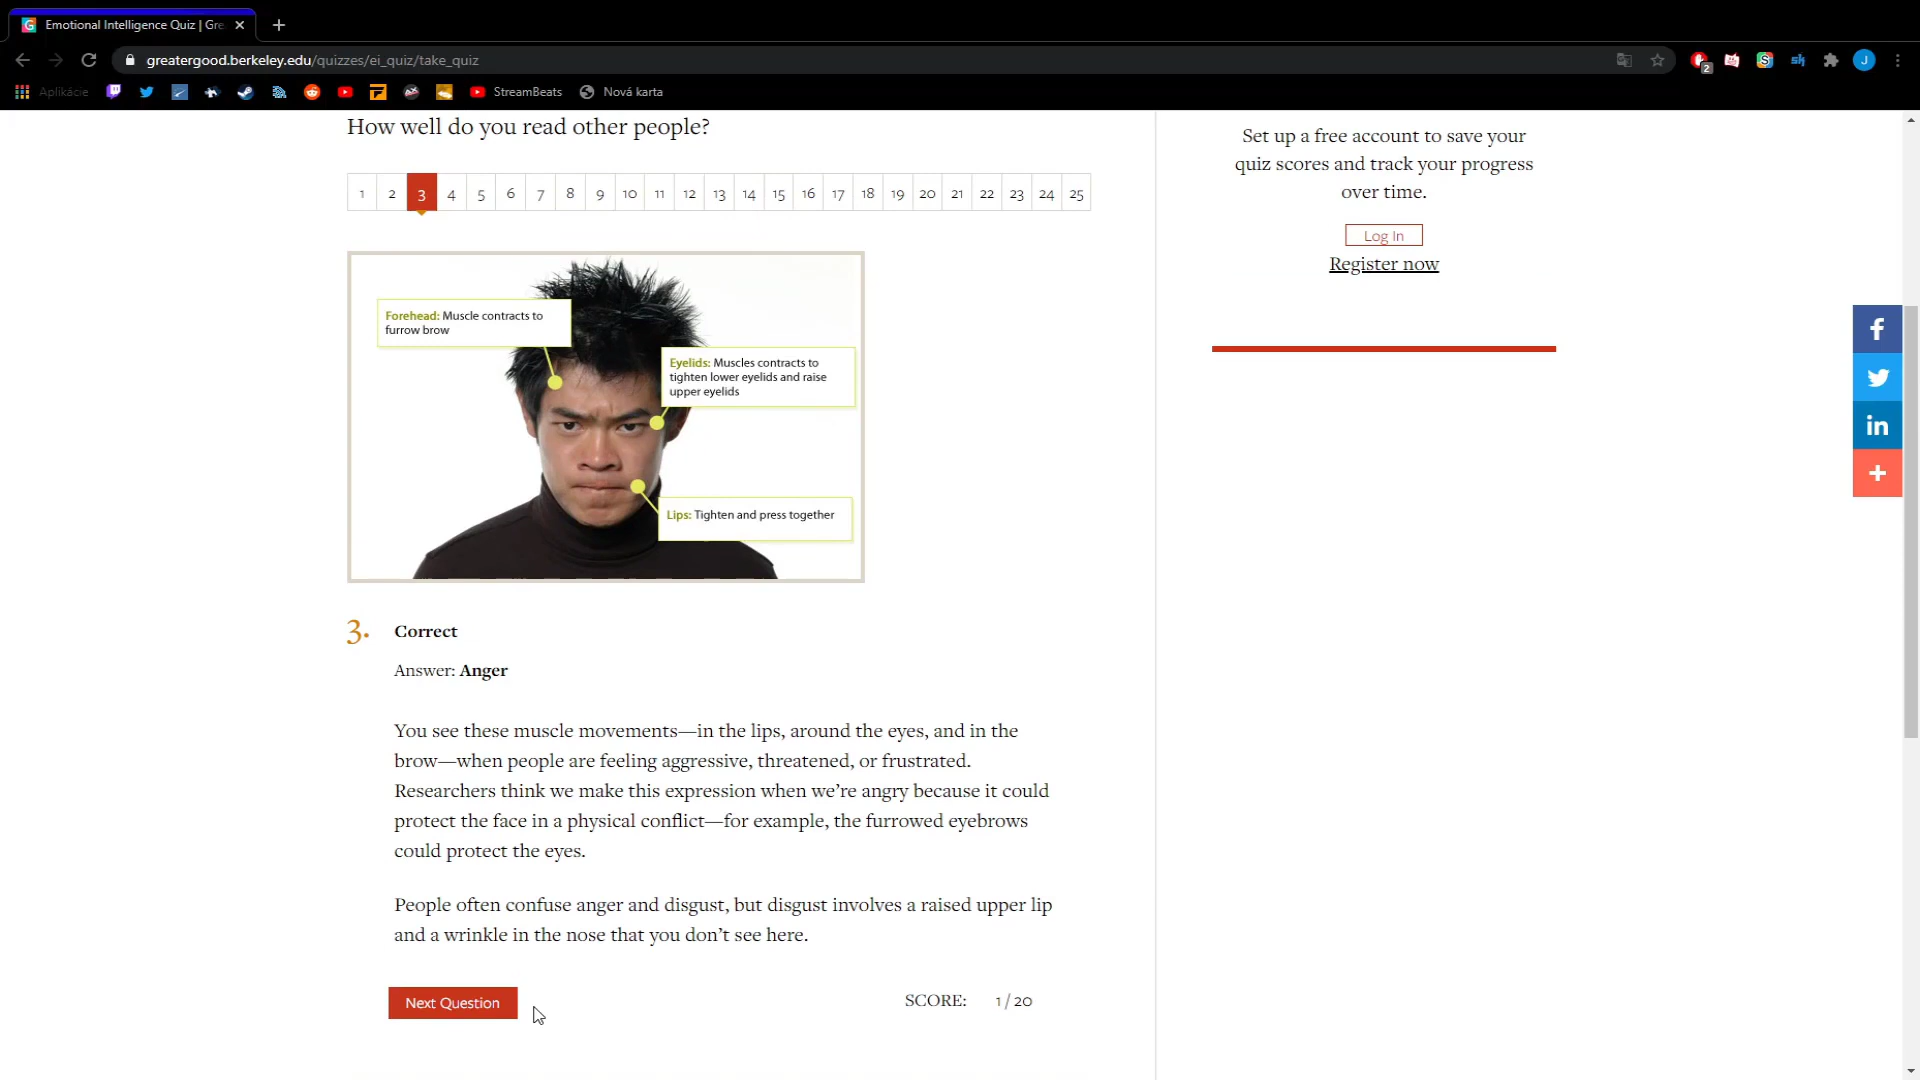 Emotional Intelligence Quiz | Gre
greatergood.berkeley.edu/quizzes/ei_quiz/take_quiz
2
J
Aplikácie
StreamBeats
Nová karta
How well do you read other people?
1 2 3 4 5 6 7 8 9 10 11 12 13 14 15 16 17 18 19 20 21 22 23 24 25
Forehead: Muscle contracts to
furrow brow
Eyelids: Muscles contracts to
tighten lower eyelids and raise
upper eyelids
Lips: Tighten and press together
3. Correct
Answer: Anger
You see these muscle movements—in the lips, around the eyes, and in the
brow—when people are feeling aggressive, threatened, or frustrated.
Researchers think we make this expression when we’re angry because it could
protect the face in a physical conflict—for example, the furrowed eyebrows
could protect the eyes.
People often confuse anger and disgust, but disgust involves a raised upper lip
and a wrinkle in the nose that you don’t see here.
Next Question
SCORE: 1 / 20
Set up a free account to save your
quiz scores and track your progress
over time.
Log In
Register now